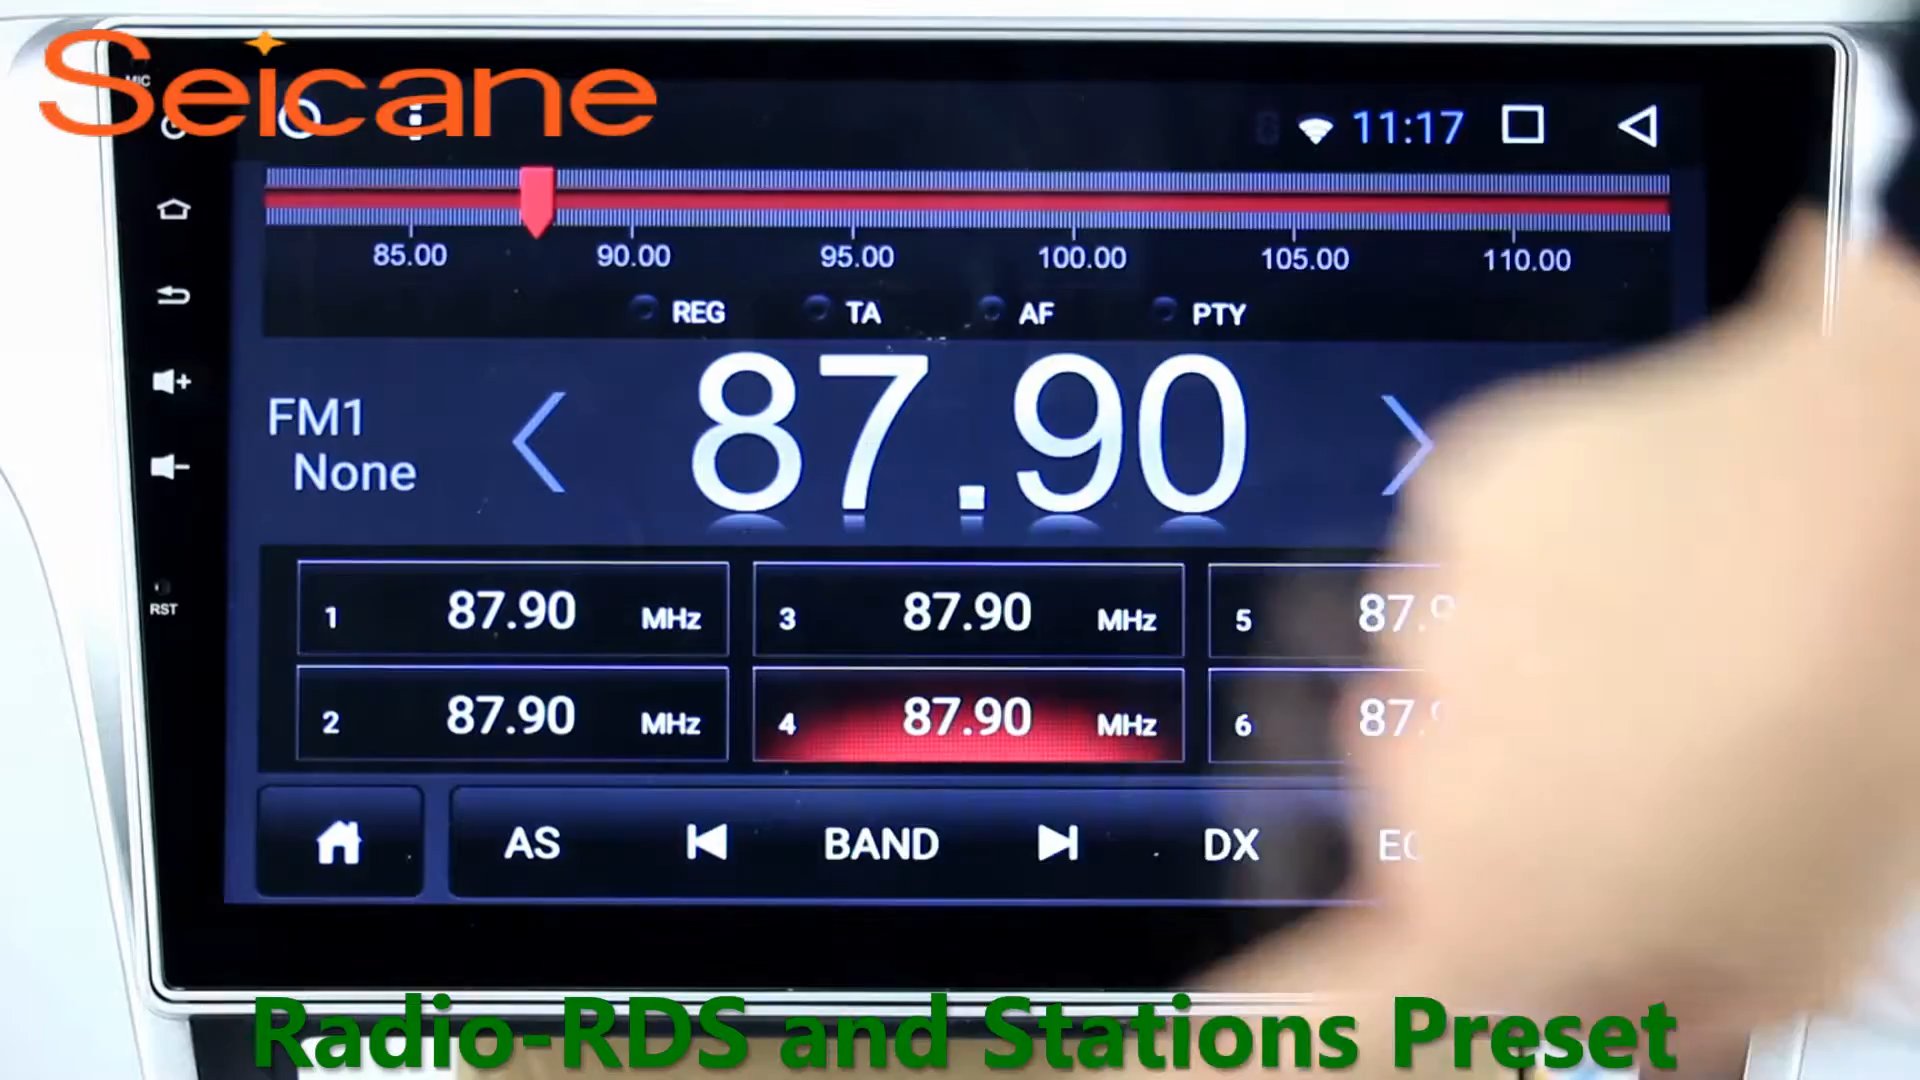 Seicane
MIC
11:17
85.00 90.00 95.00 100.00 105.00 110.00
REG TA AF PTY
FM1
None
87.90
1 87.90 MHz
3 87.90 MHz
5 87.9
2 87.90 MHz
4 87.90 MHz
6 87.9
RST
AS BAND DX EQ
Radio-RDS and Stations Preset